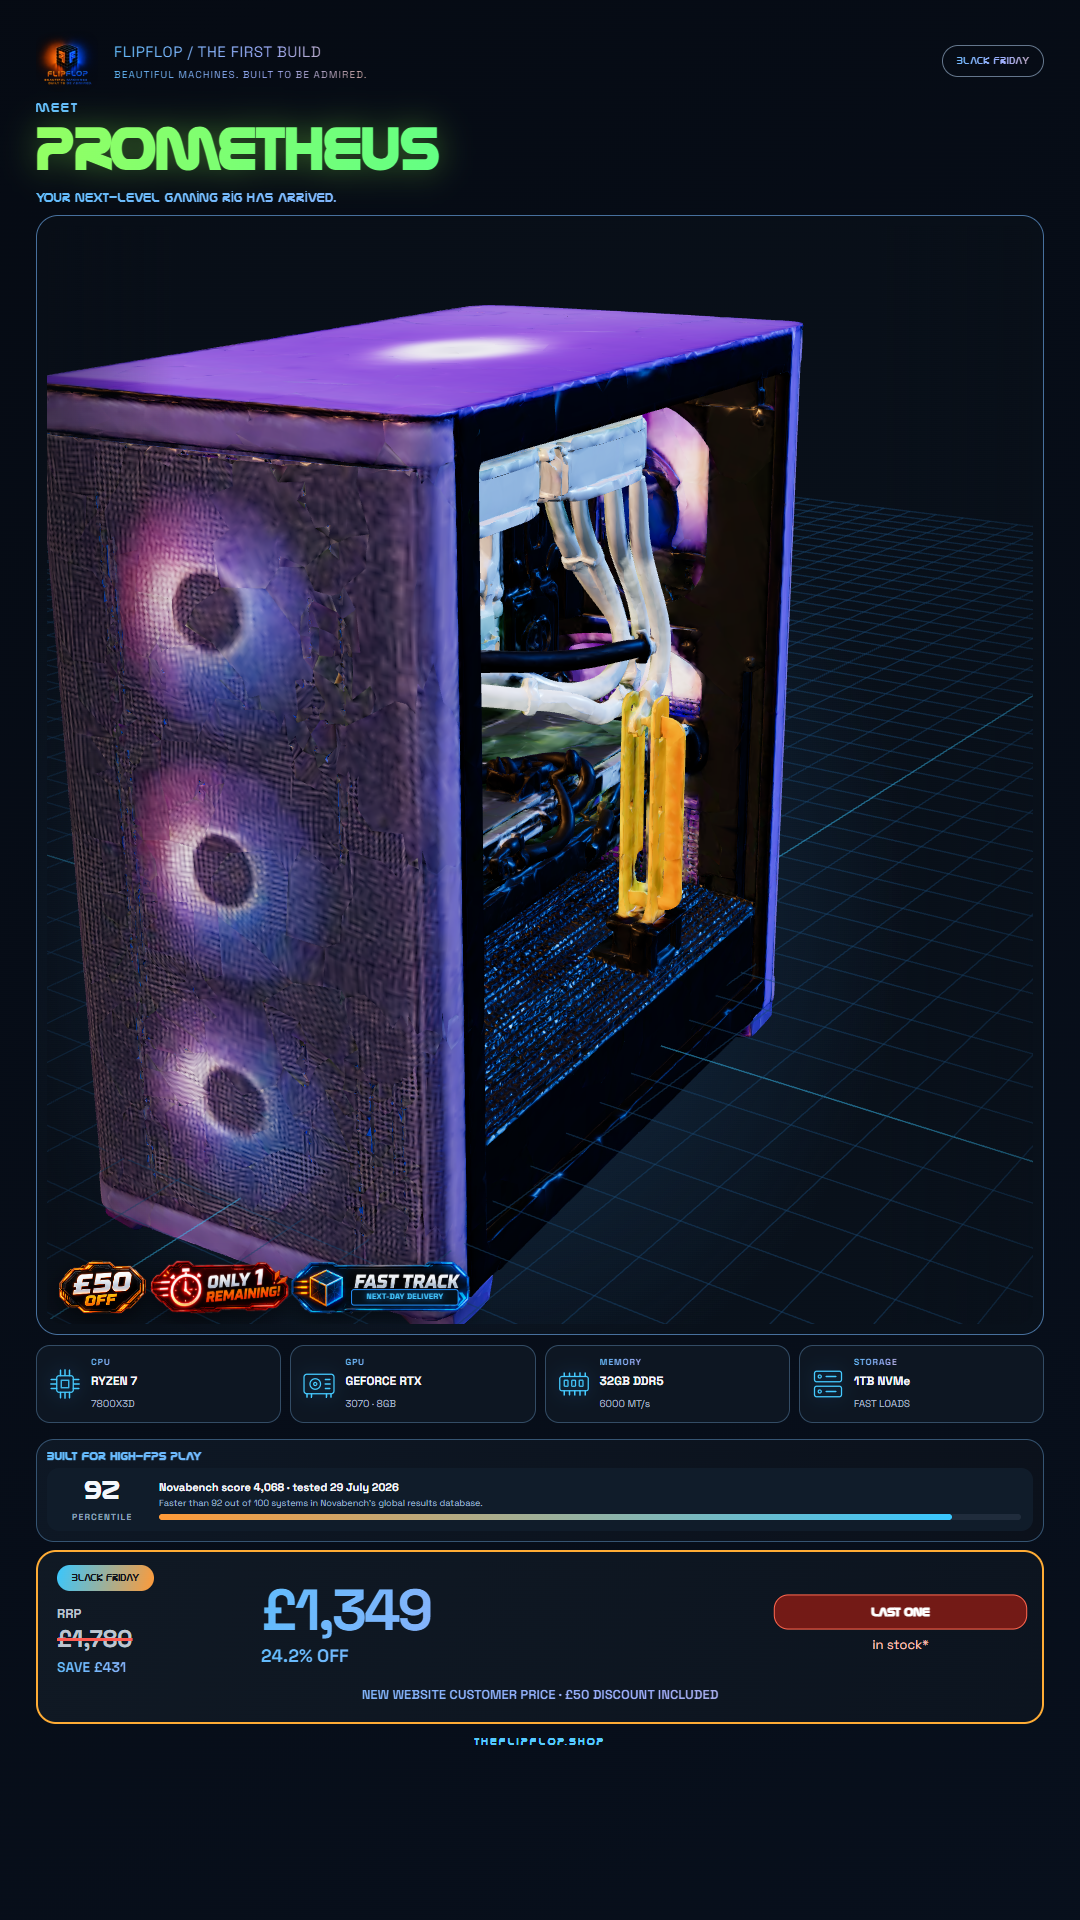 FLIPFLOP
FLIPFLOP / THE FIRST BUILD
BEAUTIFUL MACHINES. BUILT TO BE ADMIRED.
BLACK FRIDAY
MEET
PROMETHEUS
YOUR NEXT-LEVEL GAMING RIG HAS ARRIVED.
£50
OFF
ONLY 1
REMAINING!
FAST TRACK
NEXT-DAY DELIVERY
CPU
RYZEN 7
7800X3D
GPU
GEFORCE RTX
3070 · 8GB
MEMORY
32GB DDR5
6000 MT/s
STORAGE
1TB NVMe
FAST LOADS
BUILT FOR HIGH-FPS PLAY
92
PERCENTILE
Novabench score 4,068 · tested 29 July 2026
Faster than 92 out of 100 systems in Novabench's global results database.
BLACK FRIDAY
RRP
£1,780
SAVE £431
£1,349
24.2% OFF
LAST ONE
in stock*
NEW WEBSITE CUSTOMER PRICE · £50 DISCOUNT INCLUDED
THEFLIPFLOP.SHOP